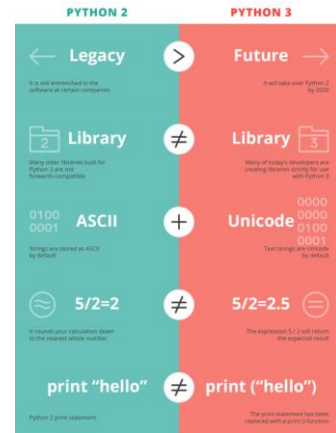 PYTHON 2
PYTHON 3
← Legacy
>
Future →
It is still entrenched in the
software at certain companies
It will take over Python 2
by 2020
2
Library
≠
Library
3
Many older libraries built for
Python 2 are not
forwards-compatible
Many of today's developers are
creating libraries strictly for use
with Python 3
0100
0001
ASCII
+
Unicode
0000
0000
0100
0001
Strings are stored as ASCII
by default
Text strings are Unicode
by default
≈
5/2=2
≠
5/2=2.5
=
It rounds your calculation down
to the nearest whole number
The expression 5 / 2 will return
the expected result
print “hello”
≠
print (“hello”)
Python 2 print statement
The print statement has been
replaced with a print () function